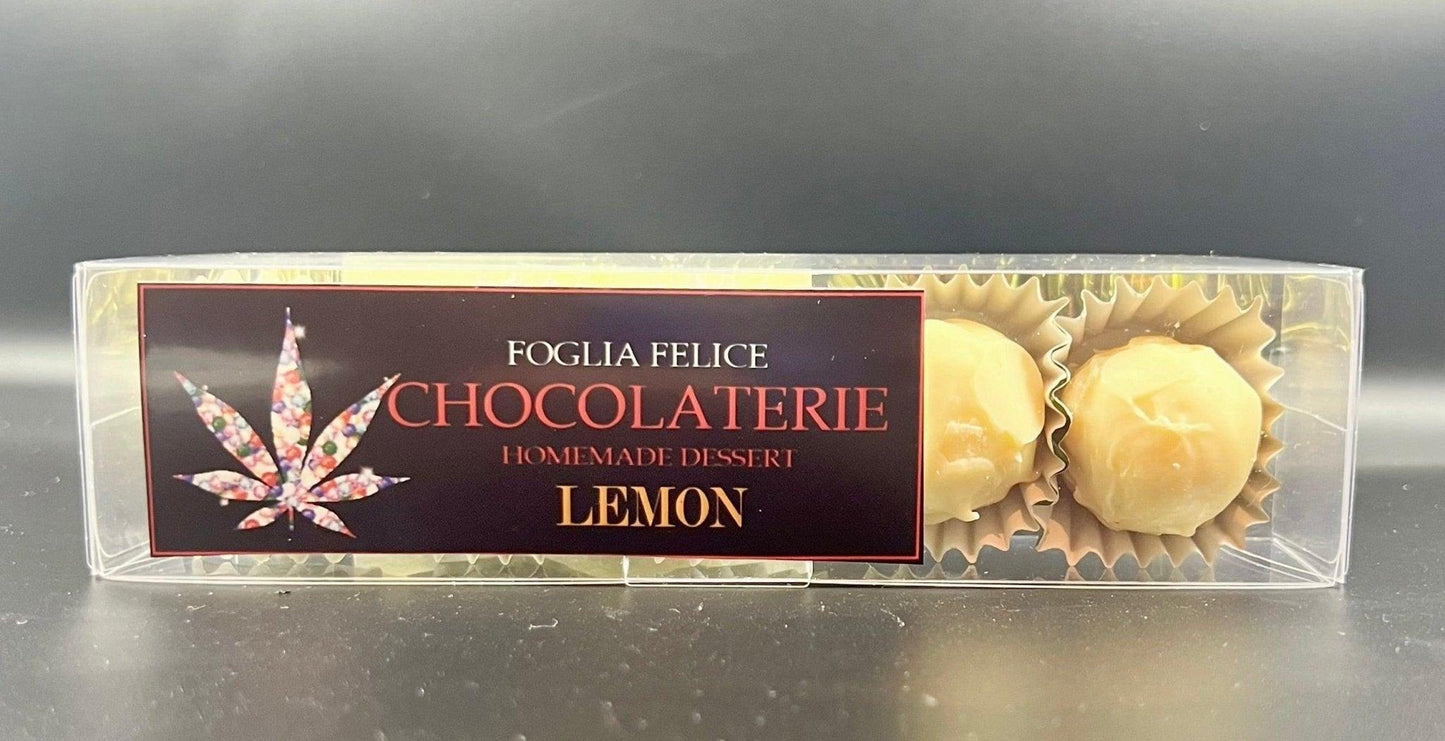 FOGLIA FELICE
CHOCOLATERIE
HOMEMADE DESSERT
LEMON